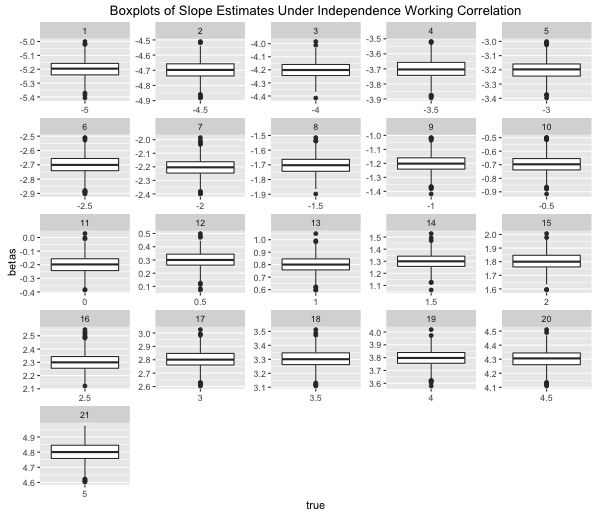 Boxplots of Slope Estimates Under Independence Working Correlation
1 2 3 4 5
-5.0 -5.1 -5.2 -5.3 -5.4
-4.5 -4.6 -4.7 -4.8 -4.9
-4.0 -4.1 -4.2 -4.3 -4.4
-3.5 -3.6 -3.7 -3.8 -3.9
-3.0 -3.1 -3.2 -3.3 -3.4
-5 -4.5 -4 -3.5 -3
6 7 8 9 10
-2.5 -2.6 -2.7 -2.8 -2.9
-2.0 -2.1 -2.2 -2.3 -2.4
-1.5 -1.6 -1.7 -1.8 -1.9
-1.0 -1.1 -1.2 -1.3 -1.4
-0.5 -0.6 -0.7 -0.8 -0.9
-2.5 -2 -1.5 -1 -0.5
betas
11 12 13 14 15
0.0 -0.1 -0.2 -0.3 -0.4
0.5 0.4 0.3 0.2 0.1
1.0 0.9 0.8 0.7 0.6
1.5 1.4 1.3 1.2 1.1
2.0 1.9 1.8 1.7 1.6
0 0.5 1 1.5 2
16 17 18 19 20
2.5 2.4 2.3 2.2 2.1
3.0 2.9 2.8 2.7 2.6
3.5 3.4 3.3 3.2 3.1
4.0 3.9 3.8 3.7 3.6
4.5 4.4 4.3 4.2 4.1
2.5 3 3.5 4 4.5
21
4.9 4.8 4.7 4.6
5
true